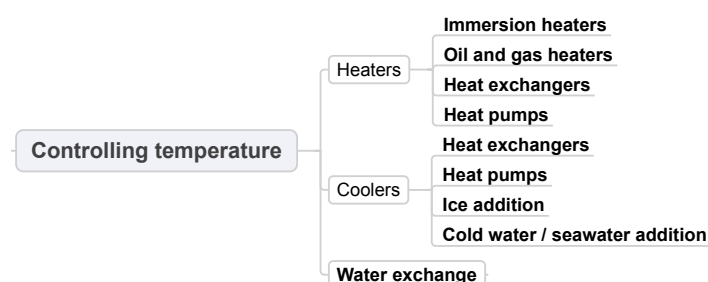 Controlling temperature
Heaters
Immersion heaters
Oil and gas heaters
Heat exchangers
Heat pumps
Coolers
Heat exchangers
Heat pumps
Ice addition
Cold water / seawater addition
Water exchange